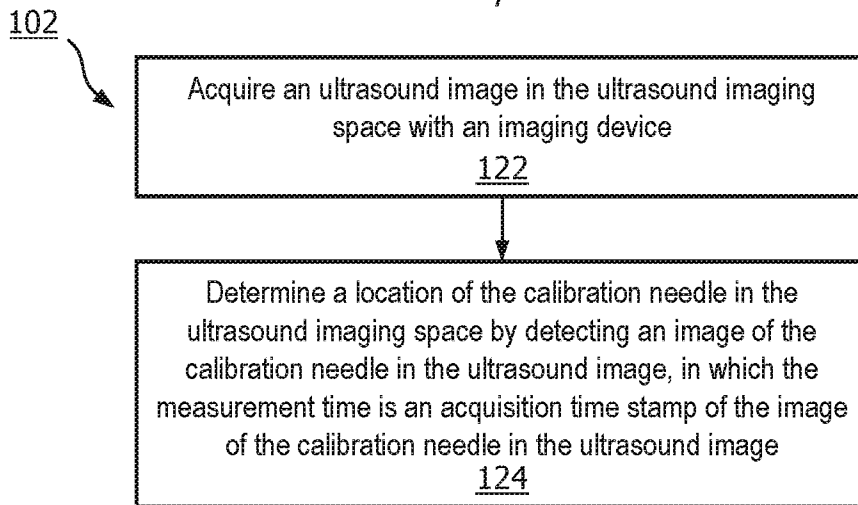 102
Acquire an ultrasound image in the ultrasound imaging
space with an imaging device
122
Determine a location of the calibration needle in the
ultrasound imaging space by detecting an image of the
calibration needle in the ultrasound image, in which the
measurement time is an acquisition time stamp of the image
of the calibration needle in the ultrasound image
124